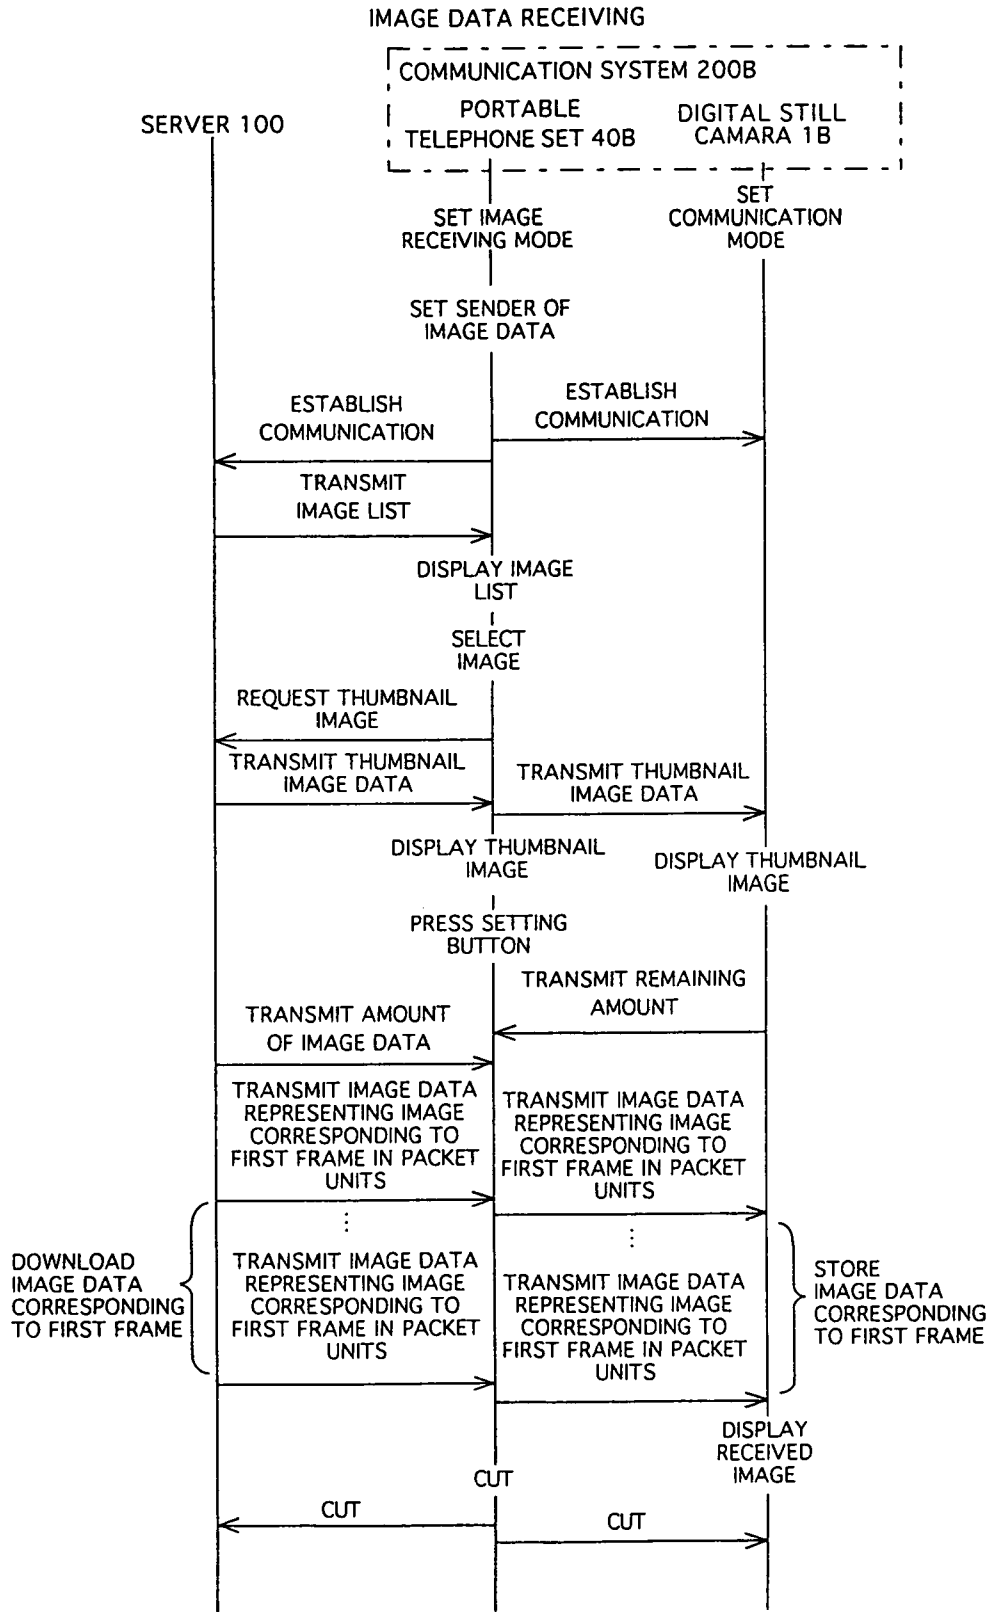 IMAGE DATA RECEIVING
COMMUNICATION SYSTEM 200B
SERVER 100
PORTABLE
TELEPHONE SET 40B
DIGITAL STILL
CAMARA 1B
SET IMAGE
RECEIVING MODE
SET
COMMUNICATION
MODE
SET SENDER OF
IMAGE DATA
ESTABLISH
COMMUNICATION
ESTABLISH
COMMUNICATION
TRANSMIT
IMAGE LIST
DISPLAY IMAGE
LIST
SELECT
IMAGE
REQUEST THUMBNAIL
IMAGE
TRANSMIT THUMBNAIL
IMAGE DATA
TRANSMIT THUMBNAIL
IMAGE DATA
DISPLAY THUMBNAIL
IMAGE
DISPLAY THUMBNAIL
IMAGE
PRESS SETTING
BUTTON
TRANSMIT REMAINING
AMOUNT
TRANSMIT AMOUNT
OF IMAGE DATA
TRANSMIT IMAGE DATA
REPRESENTING IMAGE
CORRESPONDING TO
FIRST FRAME IN PACKET
UNITS
TRANSMIT IMAGE DATA
REPRESENTING IMAGE
CORRESPONDING TO
FIRST FRAME IN PACKET
UNITS
DOWNLOAD
IMAGE DATA
CORRESPONDING
TO FIRST FRAME
TRANSMIT IMAGE DATA
REPRESENTING IMAGE
CORRESPONDING TO
FIRST FRAME IN PACKET
UNITS
TRANSMIT IMAGE DATA
REPRESENTING IMAGE
CORRESPONDING TO
FIRST FRAME IN PACKET
UNITS
STORE
IMAGE DATA
CORRESPONDING
TO FIRST FRAME
DISPLAY
RECEIVED
IMAGE
CUT
CUT
CUT